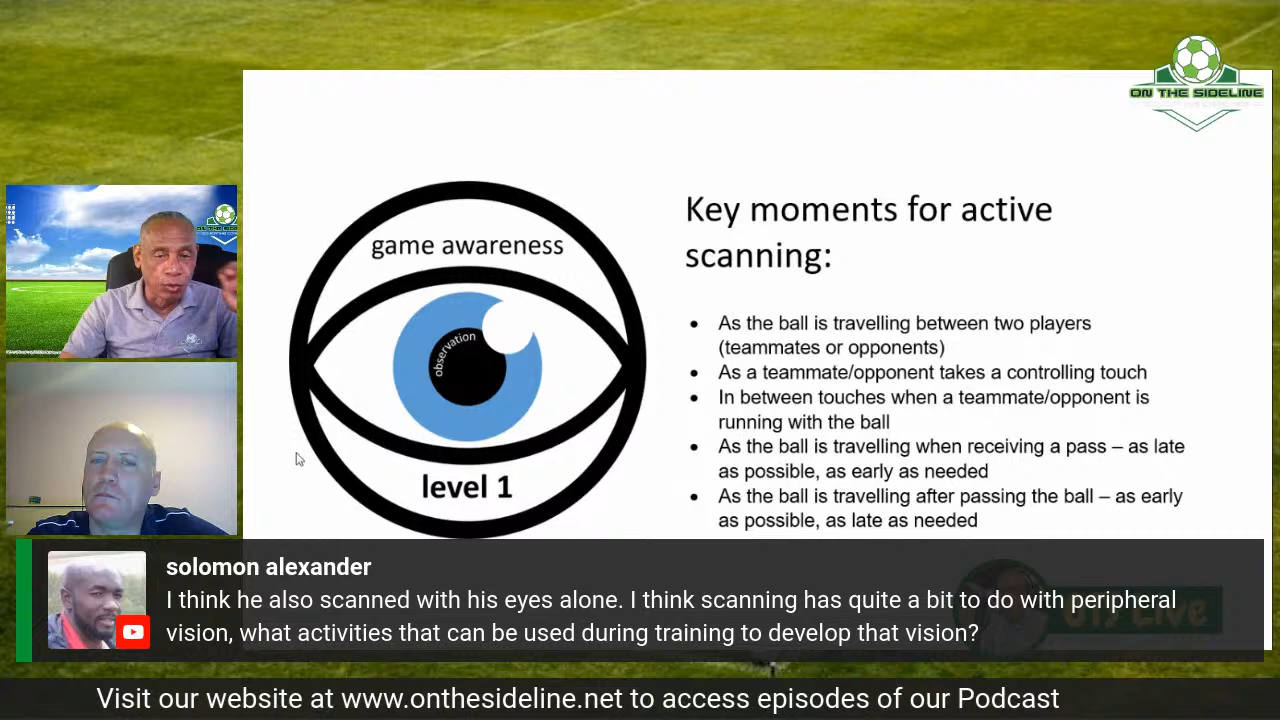 ON THE SIDELINE
Key moments for active
scanning:
game awareness
observation
level 1
• As the ball is travelling between two players
(teammates or opponents)
• As a teammate/opponent takes a controlling touch
• In between touches when a teammate/opponent is
running with the ball
• As the ball is travelling when receiving a pass – as late
as possible, as early as needed
• As the ball is travelling after passing the ball – as early
as possible, as late as needed
solomon alexander
I think he also scanned with his eyes alone. I think scanning has quite a bit to do with peripheral
vision, what activities that can be used during training to develop that vision?
Visit our website at www.onthesideline.net to access episodes of our Podcast